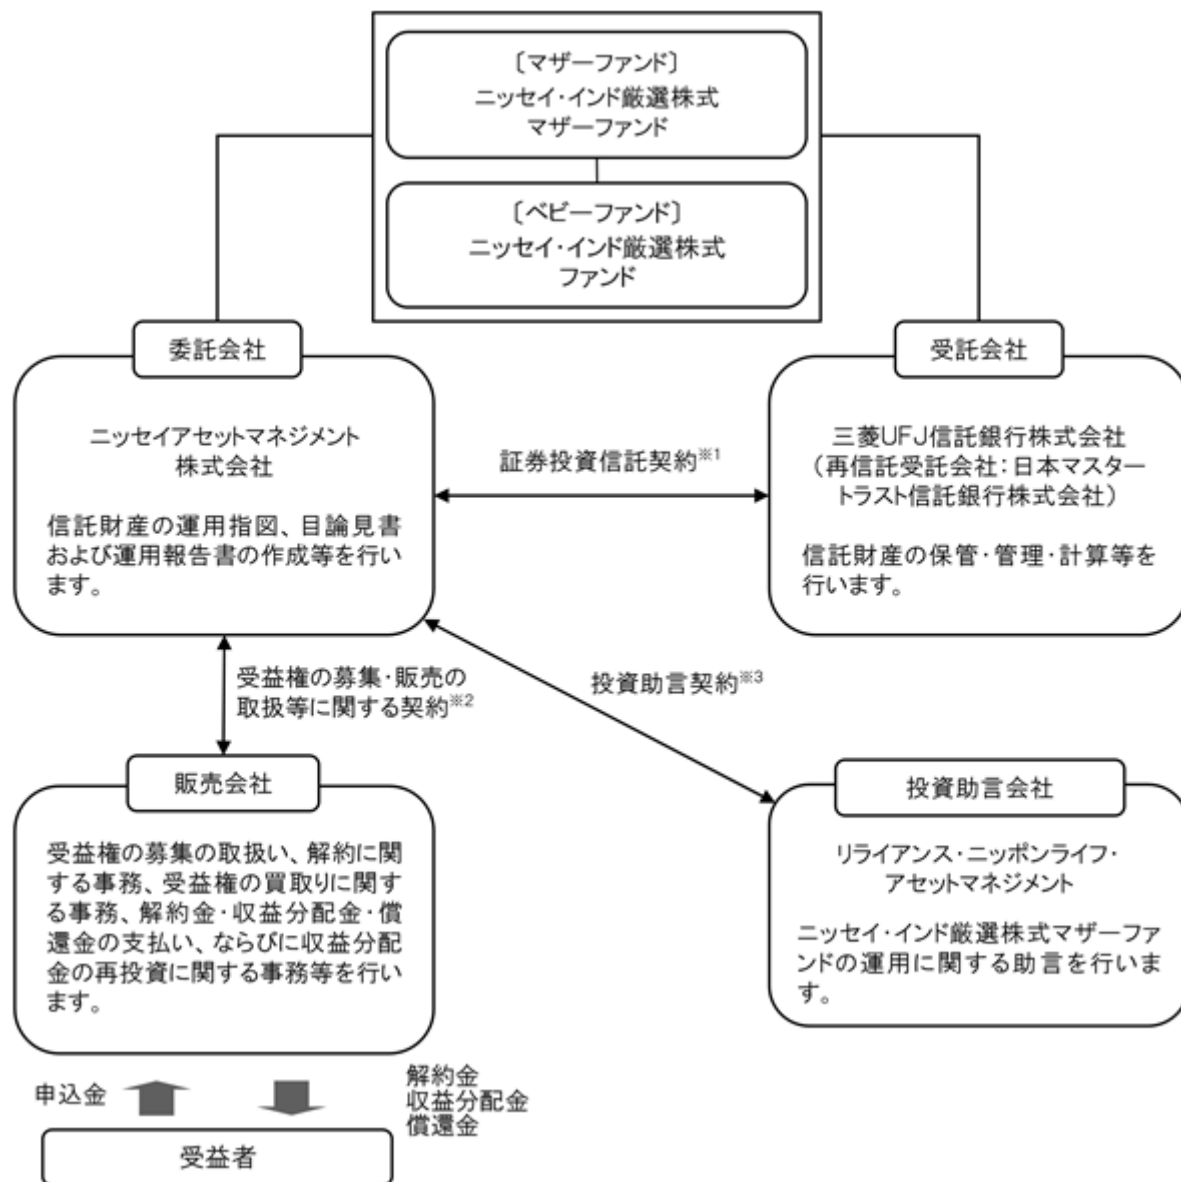 〔マザーファンド〕
ニッセイ・インド厳選株式
マザーファンド
〔ベビーファンド〕
ニッセイ・インド厳選株式
ファンド
委託会社
ニッセイアセットマネジメント
株式会社
信託財産の運用指図、目論見書
および運用報告書の作成等を行い
ます。
証券投資信託契約※1
受託会社
三菱UFJ信託銀行株式会社
（再信託受託会社：日本マスター
トラスト信託銀行株式会社）
信託財産の保管・管理・計算等を
行います。
受益権の募集・販売の
取扱等に関する契約※2
投資助言契約※3
販売会社
受益権の募集の取扱い、解約に関
する事務、受益権の買取りに関す
る事務、解約金・収益分配金・償
還金の支払い、ならびに収益分配
金の再投資に関する事務等を行い
ます。
投資助言会社
リライアンス・ニッポンライフ・
アセットマネジメント
ニッセイ・インド厳選株式マザーファ
ンドの運用に関する助言を行いま
す。
申込金
解約金
収益分配金
償還金
受益者